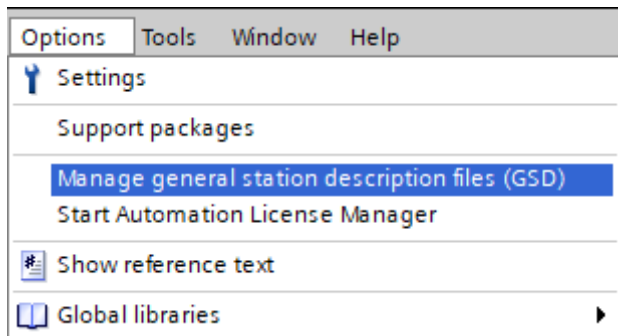 Options Tools Window Help
Settings
Support packages
Manage general station description files (GSD)
Start Automation License Manager
Show reference text
Global libraries